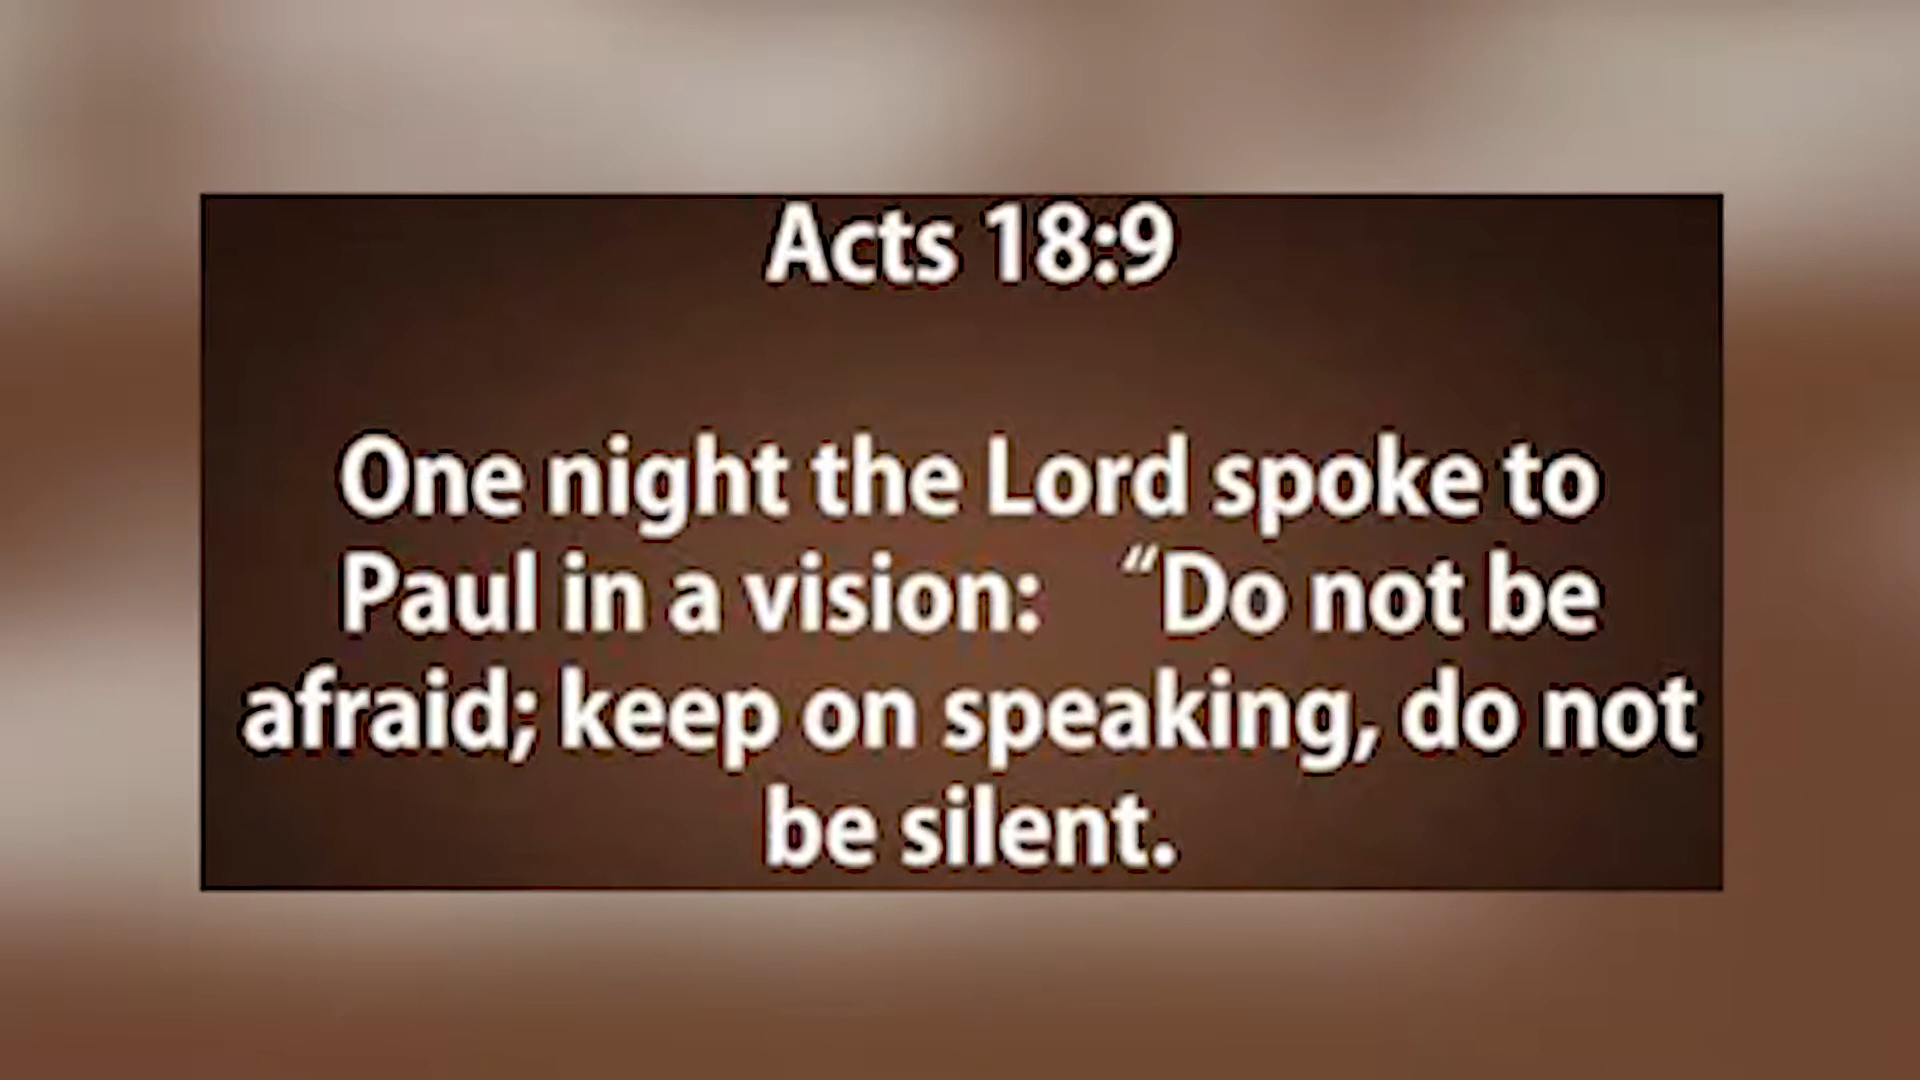 Acts 18:9
One night the Lord spoke to
Paul in a vision: “Do not be
afraid; keep on speaking, do not
be silent.